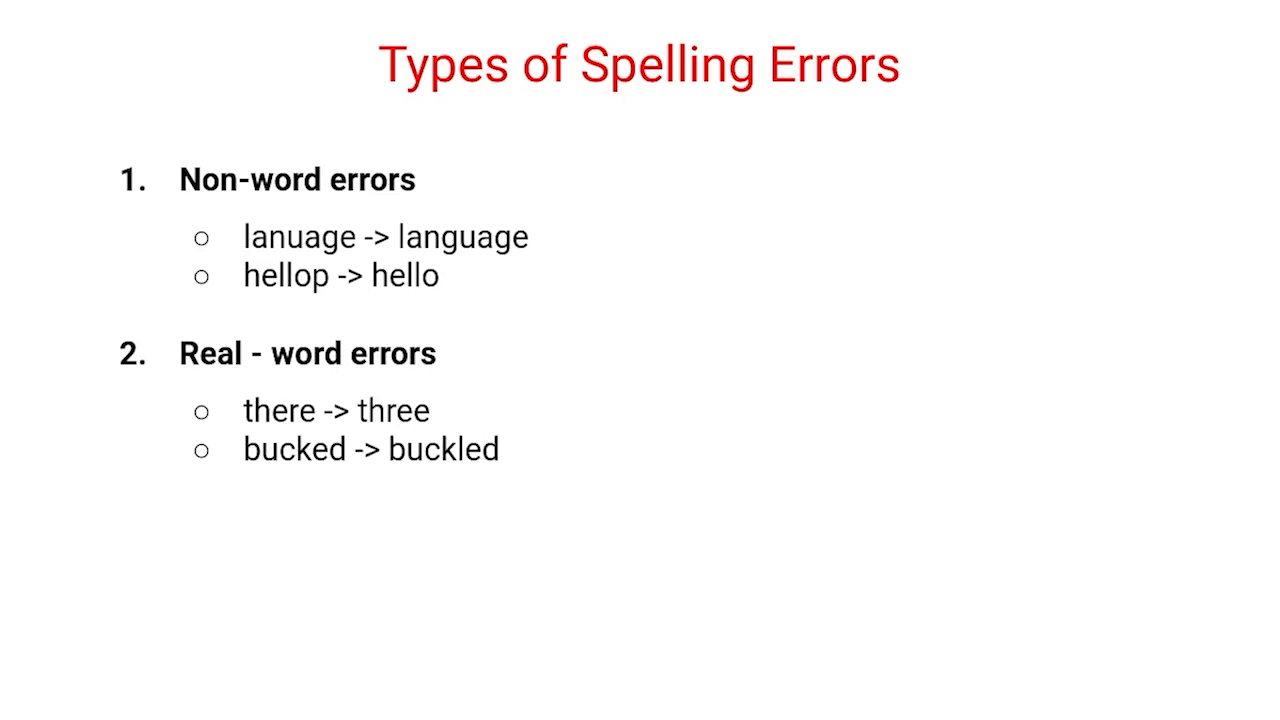 Types of Spelling Errors
1. Non-word errors
○ lanuage -> language
○ hellop -> hello
2. Real - word errors
○ there -> three
○ bucked -> buckled